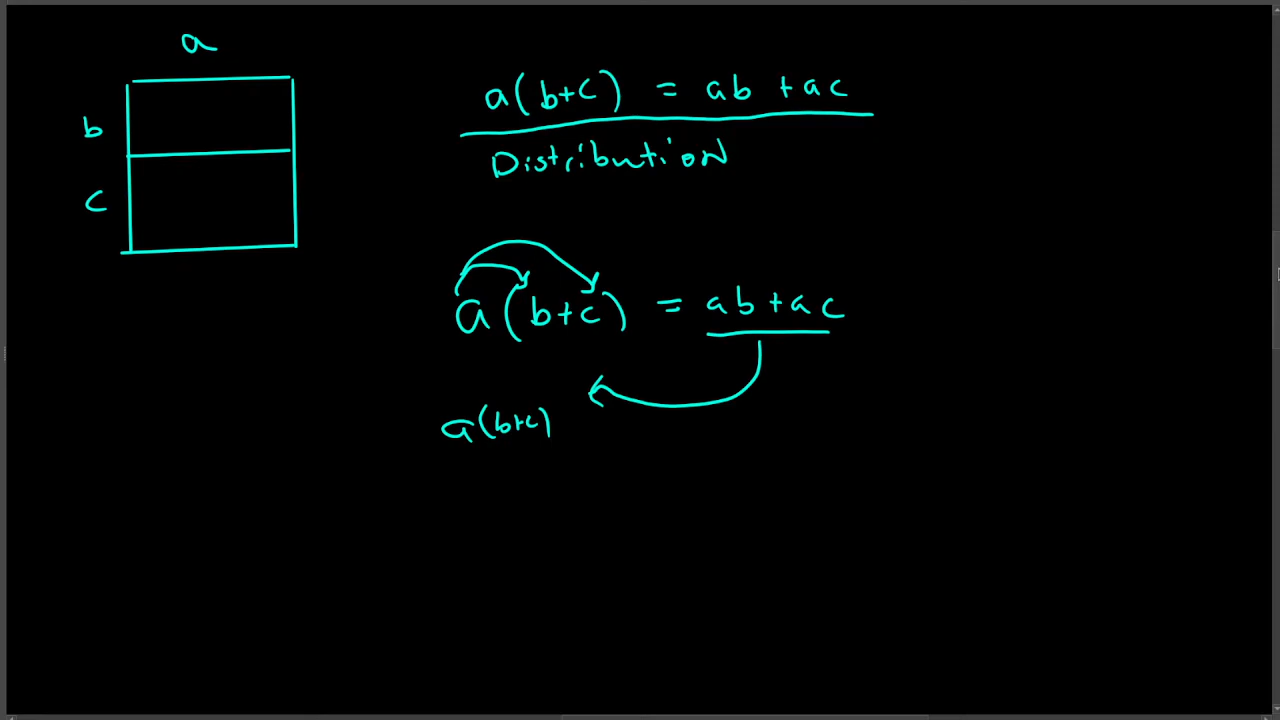 a
b
c
a(b+c) = ab + ac
Distribution
a(b+c) = ab + ac
a(b+c)